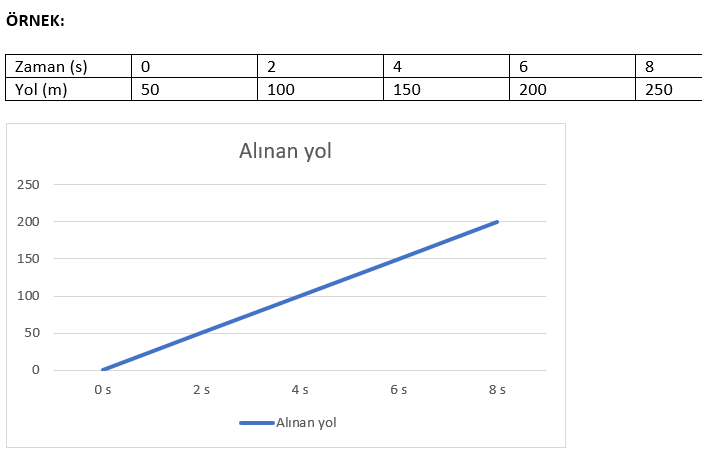 ÖRNEK:
Zaman (s) 0 2 4 6 8
Yol (m) 50 100 150 200 250
Alınan yol
250
200
150
100
50
0
0 s 2 s 4 s 6 s 8 s
Alınan yol